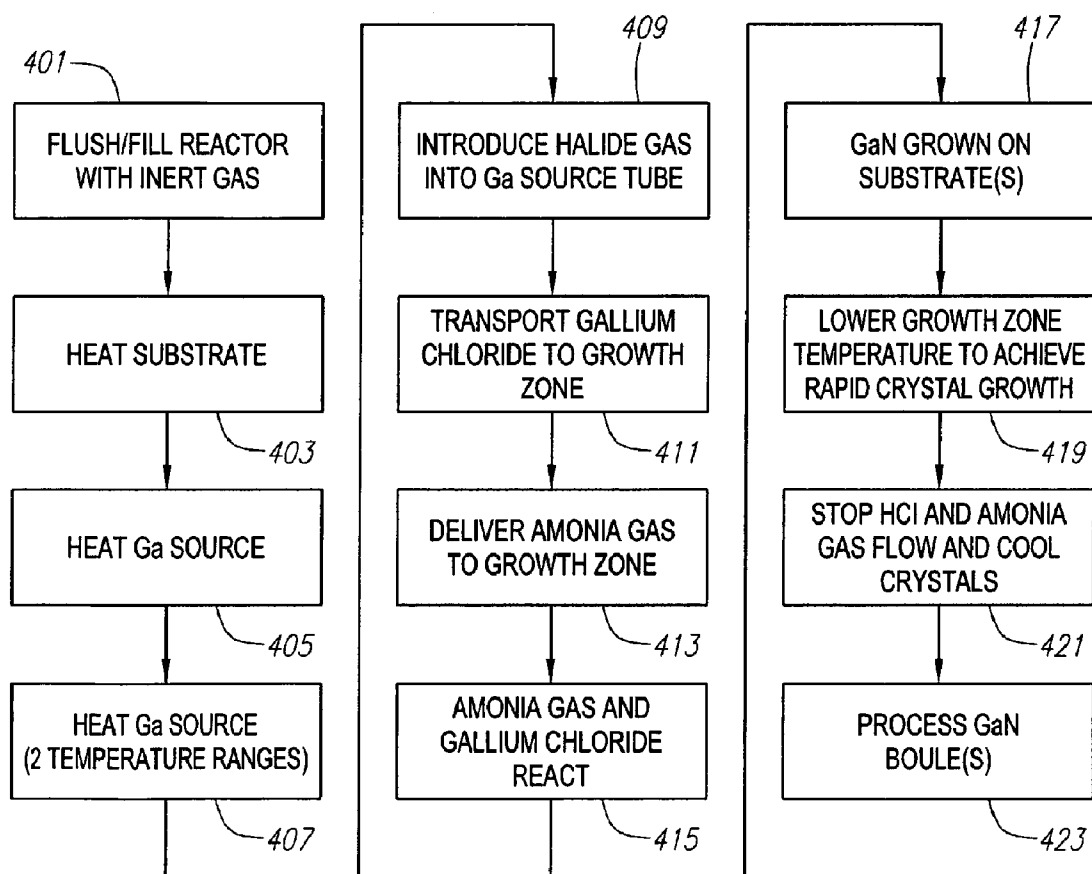 401
FLUSH/FILL REACTOR
WITH INERT GAS
HEAT SUBSTRATE
403
HEAT Ga SOURCE
405
HEAT Ga SOURCE
(2 TEMPERATURE RANGES)
407
409
INTRODUCE HALIDE GAS
INTO Ga SOURCE TUBE
TRANSPORT GALLIUM
CHLORIDE TO GROWTH
ZONE
411
DELIVER AMONIA GAS
TO GROWTH ZONE
413
AMONIA GAS AND
GALLIUM CHLORIDE
REACT
415
417
GaN GROWN ON
SUBSTRATE(S)
LOWER GROWTH ZONE
TEMPERATURE TO ACHIEVE
RAPID CRYSTAL GROWTH
419
STOP HCl AND AMONIA
GAS FLOW AND COOL
CRYSTALS
421
PROCESS GaN
BOULE(S)
423